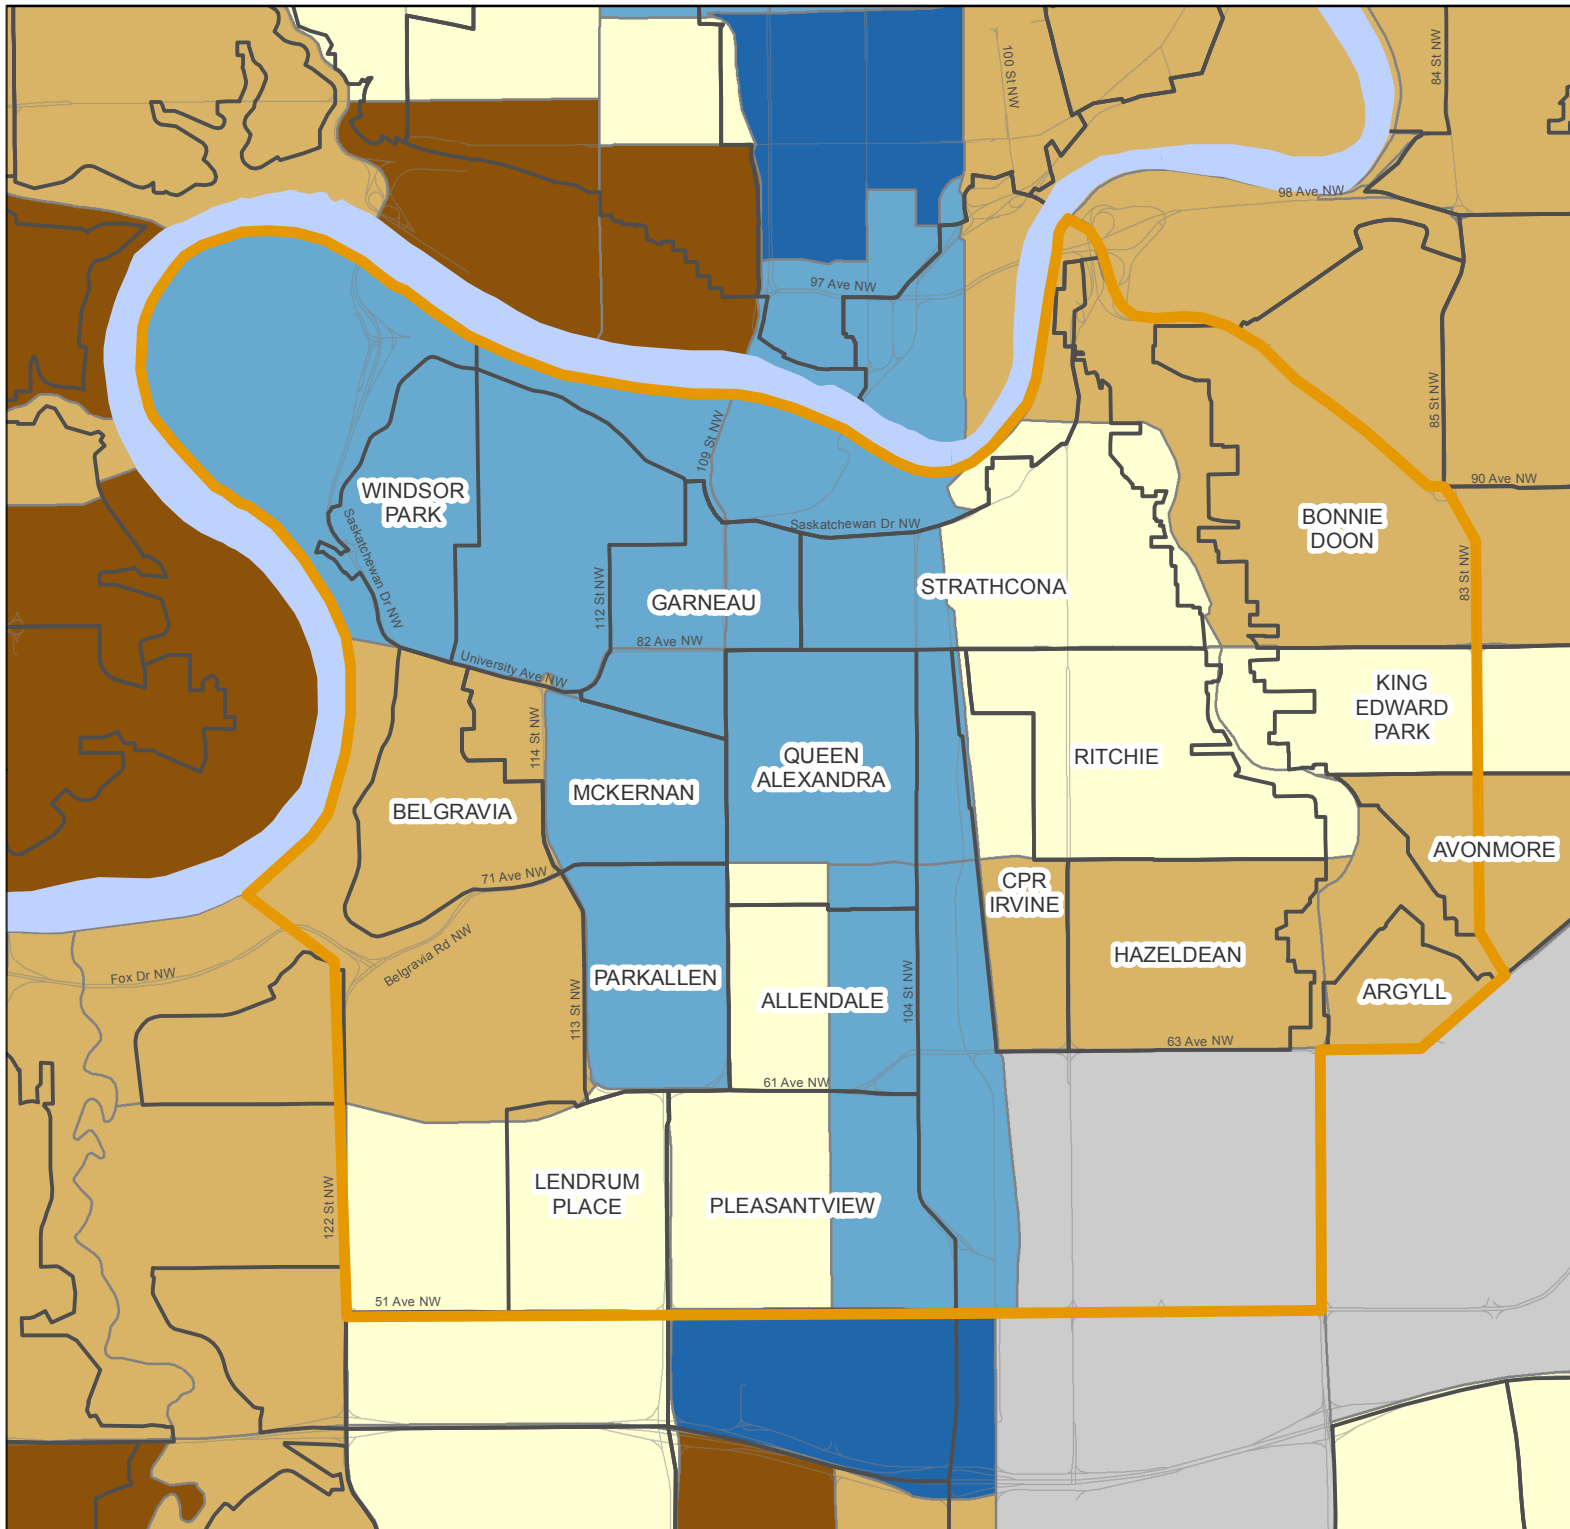 100 St NW
84 St NW
98 Ave NW
97 Ave NW
85 St NW
109 St NW
90 Ave NW
WINDSOR
PARK
Saskatchewan Dr NW
Saskatchewan Dr NW
BONNIE
DOON
83 St NW
STRATHCONA
112 St NW
GARNEAU
82 Ave NW
University Ave NW
KING
EDWARD
PARK
114 St NW
QUEEN
ALEXANDRA
RITCHIE
MCKERNAN
BELGRAVIA
AVONMORE
71 Ave NW
CPR
IRVINE
Belgravia Rd NW
HAZELDEAN
Fox Dr NW
PARKALLEN
ALLENDALE
104 St NW
ARGYLL
113 St NW
63 Ave NW
61 Ave NW
LENDRUM
PLACE
PLEASANTVIEW
122 St NW
51 Ave NW